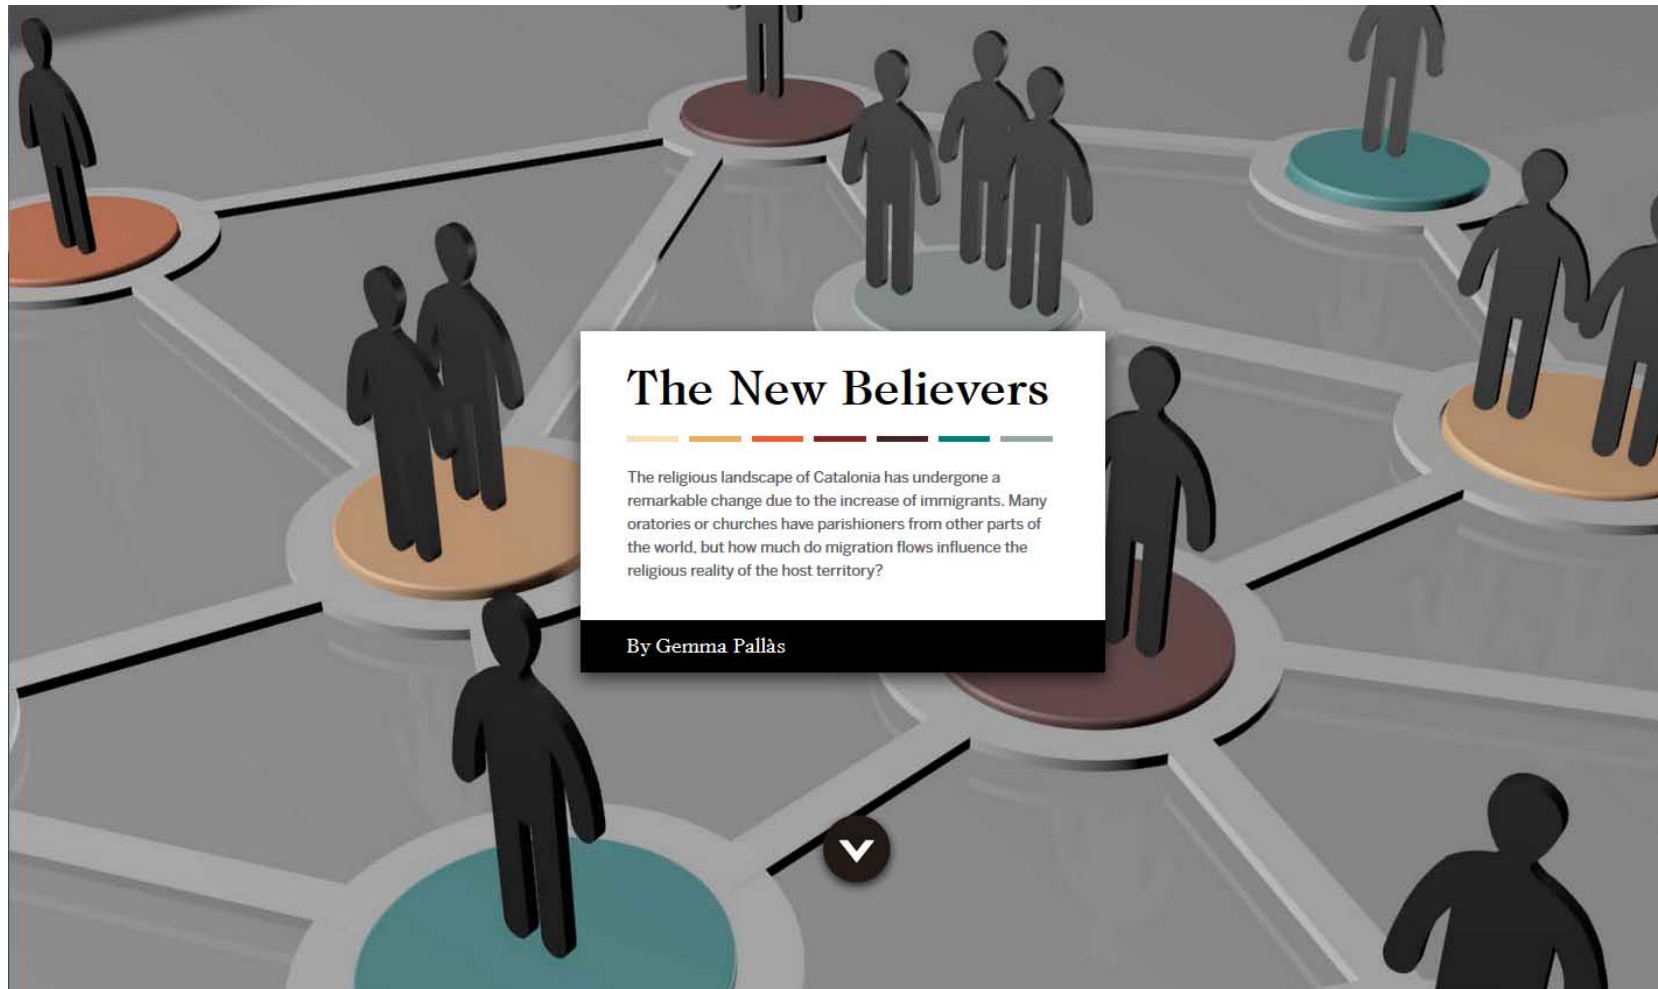 The New Believers
The religious landscape of Catalonia has undergone a
remarkable change due to the increase of immigrants. Many
oratories or churches have parishioners from other parts of
the world, but how much do migration flows influence the
religious reality of the host territory?
By Gemma Pallàs